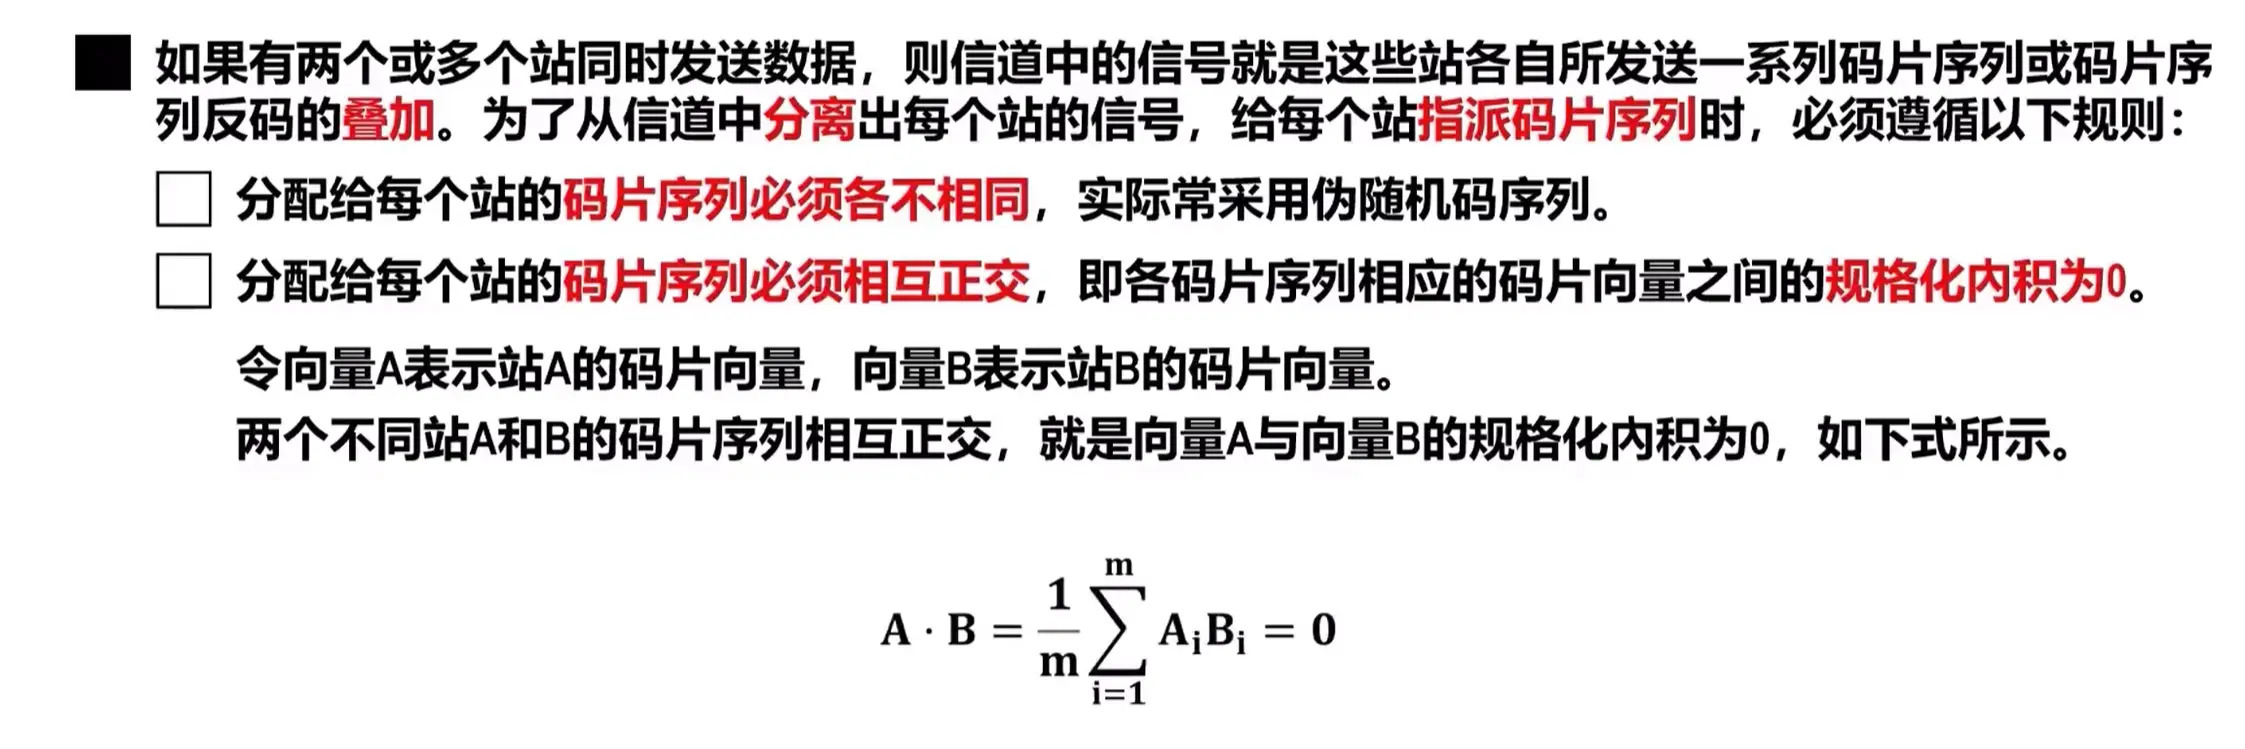 如果有两个或多个站同时发送数据，则信道中的信号就是这些站各自所发送一系列码片序列或码片序
列反码的叠加。为了从信道中分离出每个站的信号，给每个站指派码片序列时，必须遵循以下规则：
分配给每个站的码片序列必须各不相同，实际常采用伪随机码序列。
分配给每个站的码片序列必须相互正交，即各码片序列相应的码片向量之间的规格化内积为0。
令向量A表示站A的码片向量，向量B表示站B的码片向量。
两个不同站A和B的码片序列相互正交，就是向量A与向量B的规格化内积为0，如下式所示。
A · B = \frac{1}{m} \sum_{i=1}^{m} A_i B_i = 0